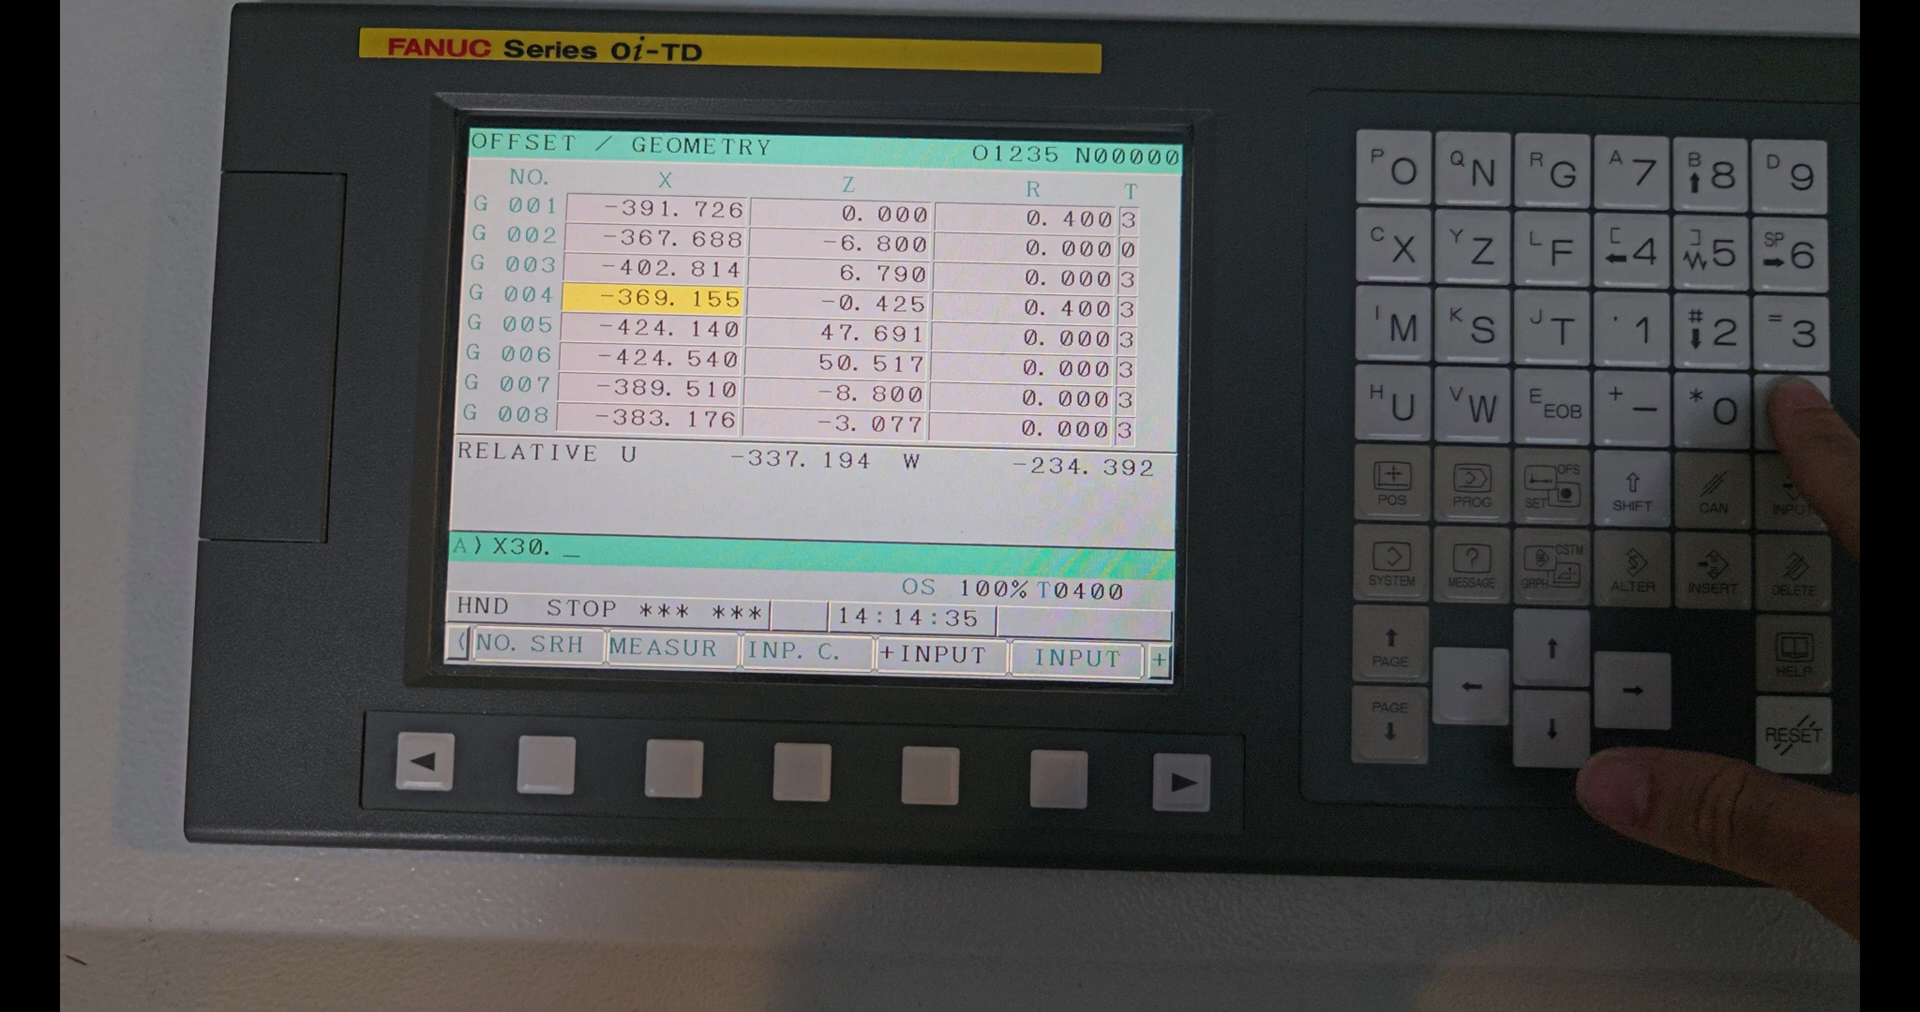 FANUC Series 0i-TD
OFFSET / GEOMETRY O1235 N00000
NO. X Z R T
G 001 -391.726 0.000 0.400 3
G 002 -367.688 -6.800 0.000 0
G 003 -402.814 6.790 0.000 3
G 004 -369.155 -0.425 0.400 3
G 005 -424.140 47.691 0.000 3
G 006 -424.540 50.517 0.000 3
G 007 -389.510 -8.800 0.000 3
G 008 -383.176 -3.077 0.000 3
RELATIVE U -337.194 W -234.392
A) X30. _
OS 100% T0400
HND STOP *** *** 14:14:35
( NO. SRH MEASUR INP. C. +INPUT INPUT +
P O Q N R G A 7 B 8 D 9
C X Y Z L F [ 4 ] 5 SP 6
I M K S J T , 1 # 2 = 3
H U V W E EOB + - * 0
POS PROG OFS SET SHIFT CAN INPUT
SYSTEM MESSAGE CSTM GRPH ALTER INSERT DELETE
PAGE HELP
PAGE RESET